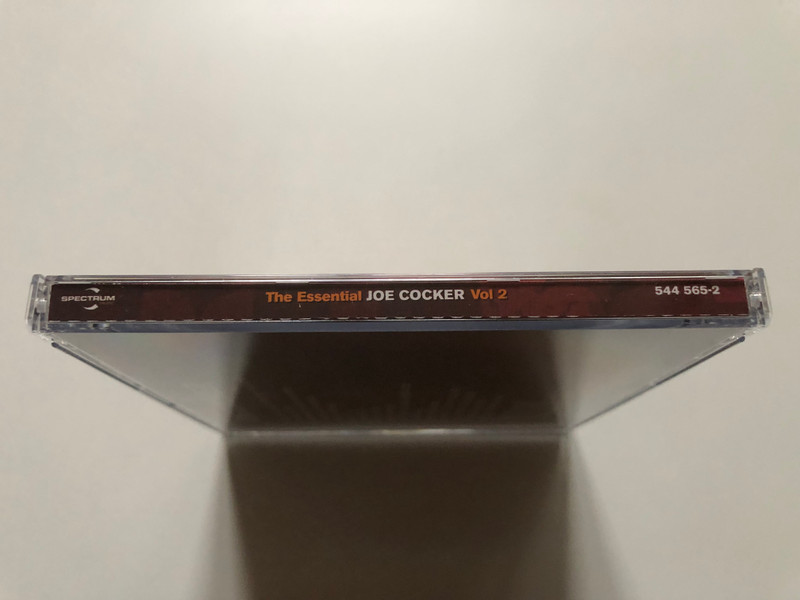 SPECTRUM
The Essential JOE COCKER Vol 2
544 565-2